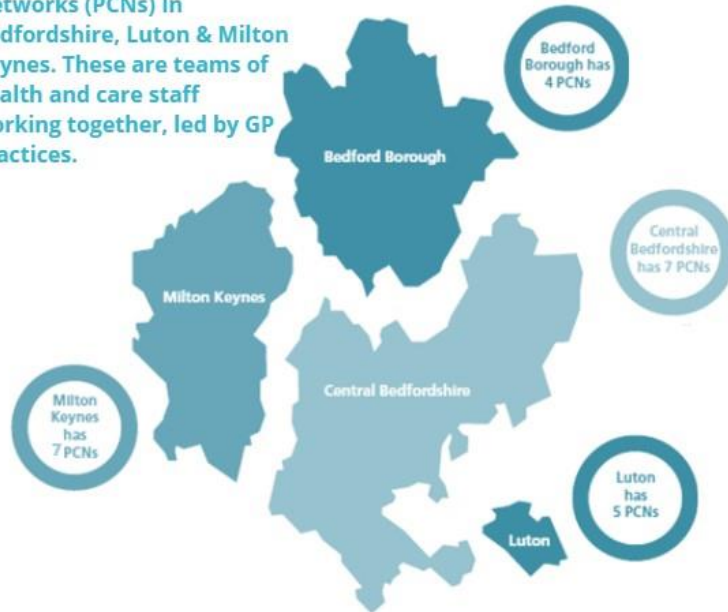 etworks (PCNs) in
dfordshire, Luton & Milton
ynes. These are teams of
alth and care staff
orking together, led by GP
actices.
Bedford
Borough has
4 PCNs
Bedford Borough
Central
Bedfordshire
has 7 PCNs
Milton Keynes
Central Bedfordshire
Milton
Keynes
has
7 PCNs
Luton
has
5 PCNs
Luton